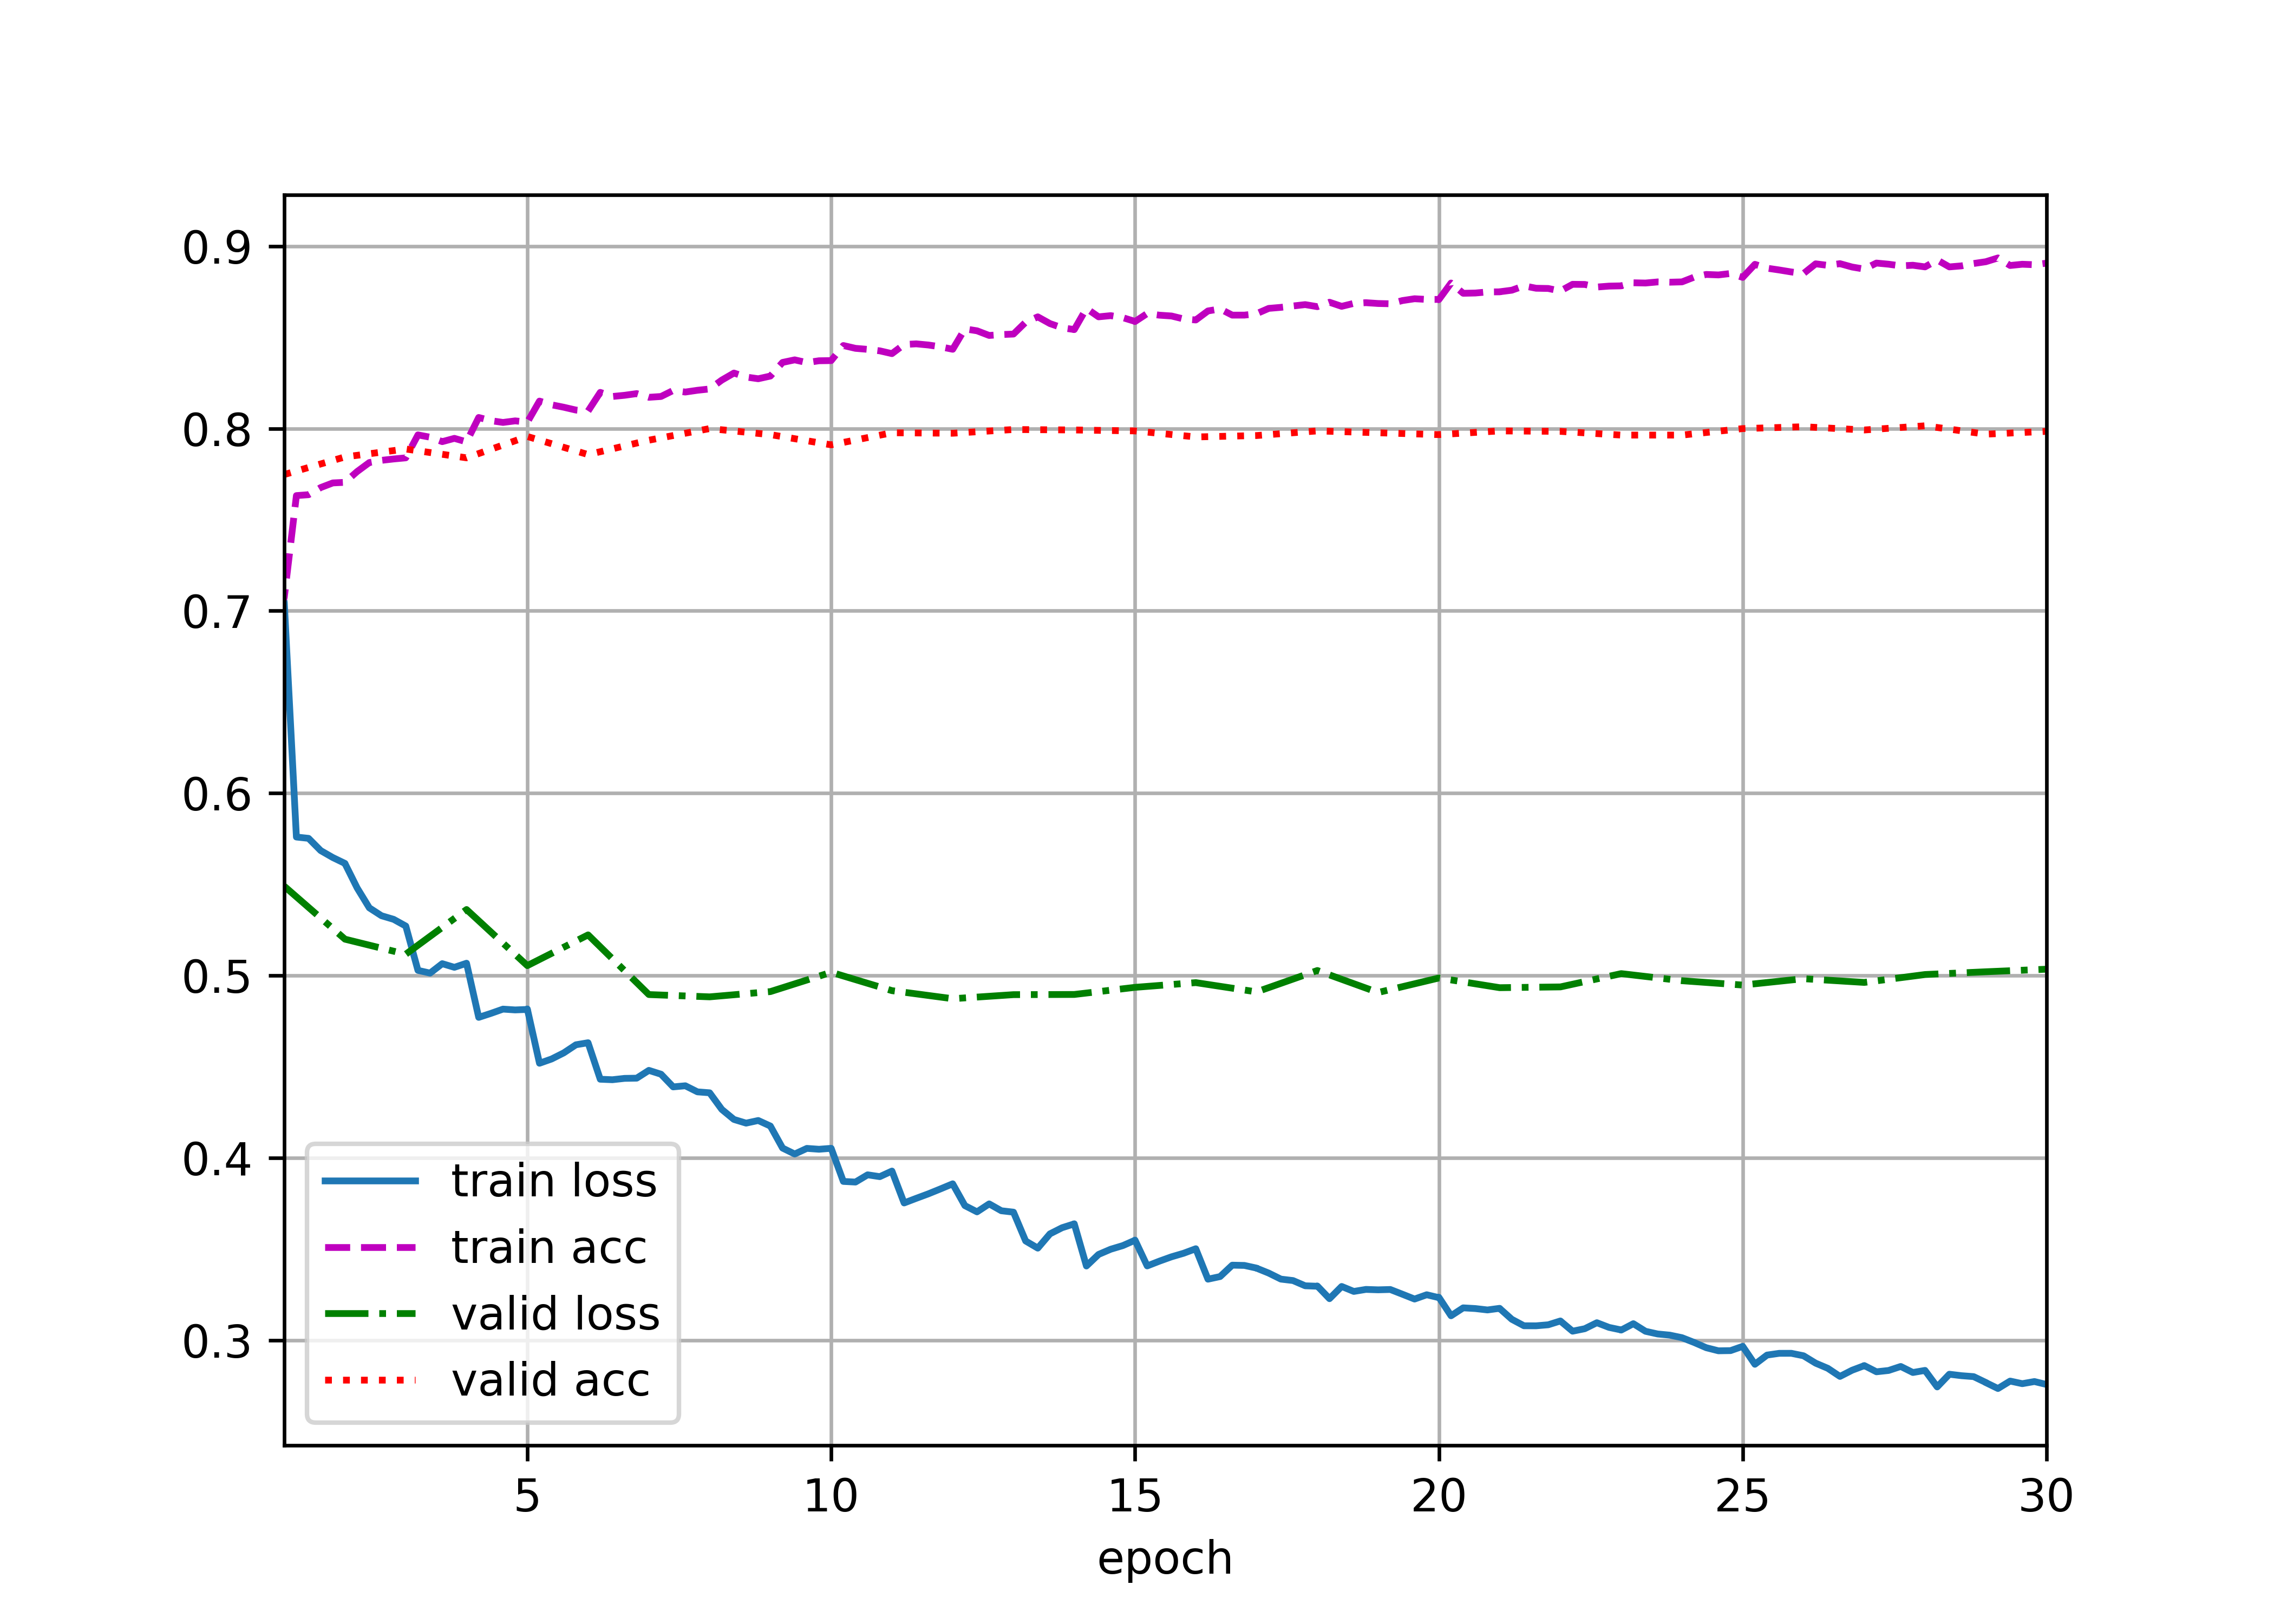 0.9
0.8
0.7
0.6
0.5
0.4
0.3
train loss
train acc
valid loss
valid acc
5 10 15 20 25 30
epoch